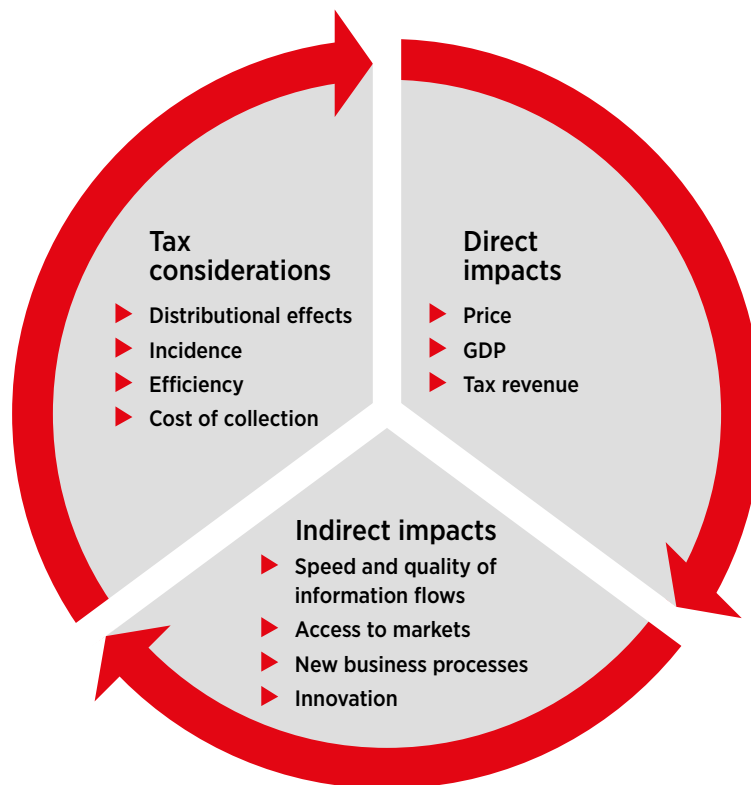 Tax
considerations
Distributional effects
Incidence
Efficiency
Cost of collection
Direct
impacts
Price
GDP
Tax revenue
Indirect impacts
Speed and quality of
information flows
Access to markets
New business processes
Innovation